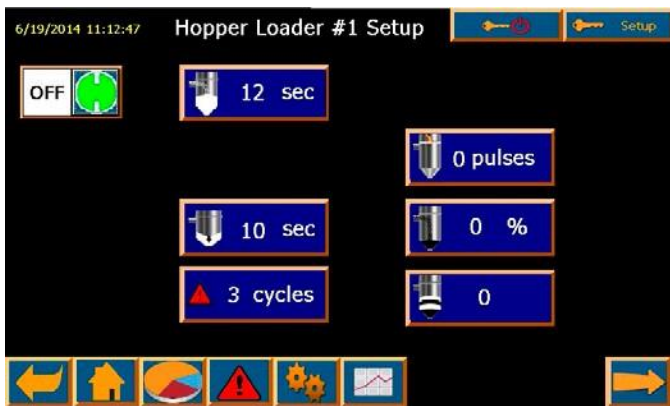 6/19/2014 11:12:47
Hopper Loader #1 Setup
Setup
OFF
12 sec
0 pulses
10 sec
0 %
3 cycles
0